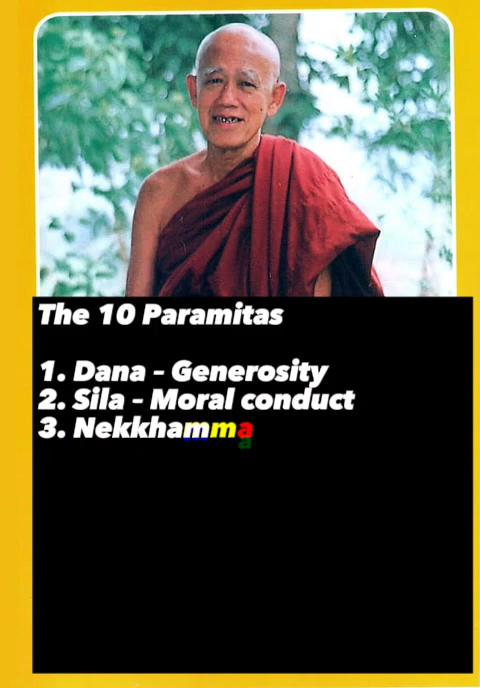 The 10 Paramitas
1. Dana - Generosity
2. Sila - Moral conduct
3. Nekkhamma